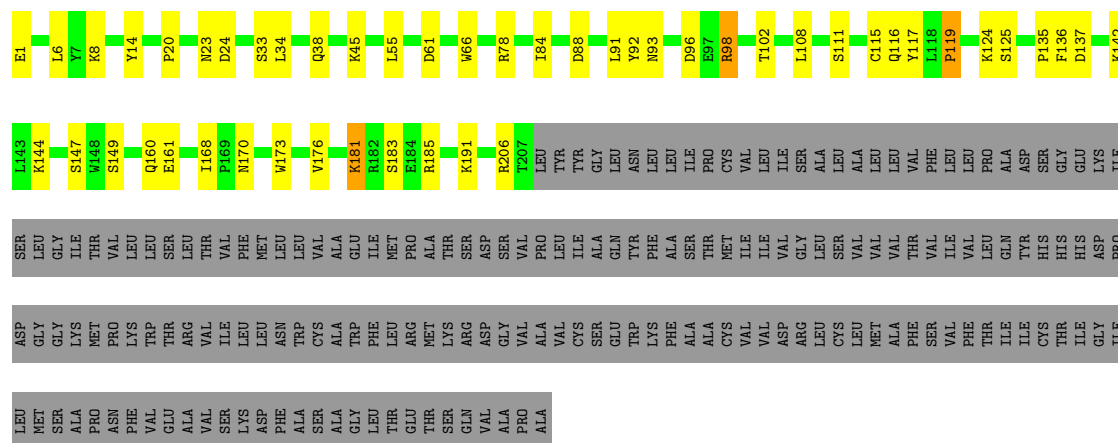 E1 L6 Y7 K8 Y14 P20 N23 D24 S33 L34 Q38 K45 L55 D61 W66 R78 I84 D88 L91 Y92 N93 D96 E97 R98 T102 L108 S111 C115 Q116 Y117 L118 P119 K124 S125 P135 F136 D137 K142
L143 K144 S147 W148 S149 Q160 E161 I168 P169 N170 W173 V176 K181 R182 S183 E184 R185 K191 R206 T207 LEU TYR TYR GLY LEU ASN LEU LEU ILE PRO CYS VAL LEU ILE SER ALA LEU ALA LEU LEU VAL PHE LEU LEU PRO ALA ASP SER GLY GLU LYS ILE
SER LEU GLY ILE THR VAL LEU LEU SER LEU THR VAL PHE MET LEU LEU VAL ALA GLU ILE MET PRO ALA THR SER ASP SER VAL PRO LEU ILE ALA GLN TYR PHE ALA SER THR MET ILE ILE VAL GLY LEU SER VAL VAL VAL THR VAL ILE VAL LEU GLN TYR HIS HIS HIS ASP PRO
ASP GLY GLY LYS MET PRO LYS TRP THR ARG VAL ILE LEU LEU ASN TRP CYS ALA TRP PHE LEU ARG MET LYS ARG ASP GLY VAL ALA VAL CYS SER GLU TRP LYS PHE ALA ALA CYS VAL VAL ASP ARG LEU CYS LEU MET ALA PHE SER VAL PHE THR ILE ILE CYS THR ILE GLY ILE
LEU MET SER ALA PRO ASN PHE VAL GLU ALA VAL SER LYS ASP PHE ALA SER ALA GLY LEU THR GLU THR SER GLN VAL ALA PRO ALA